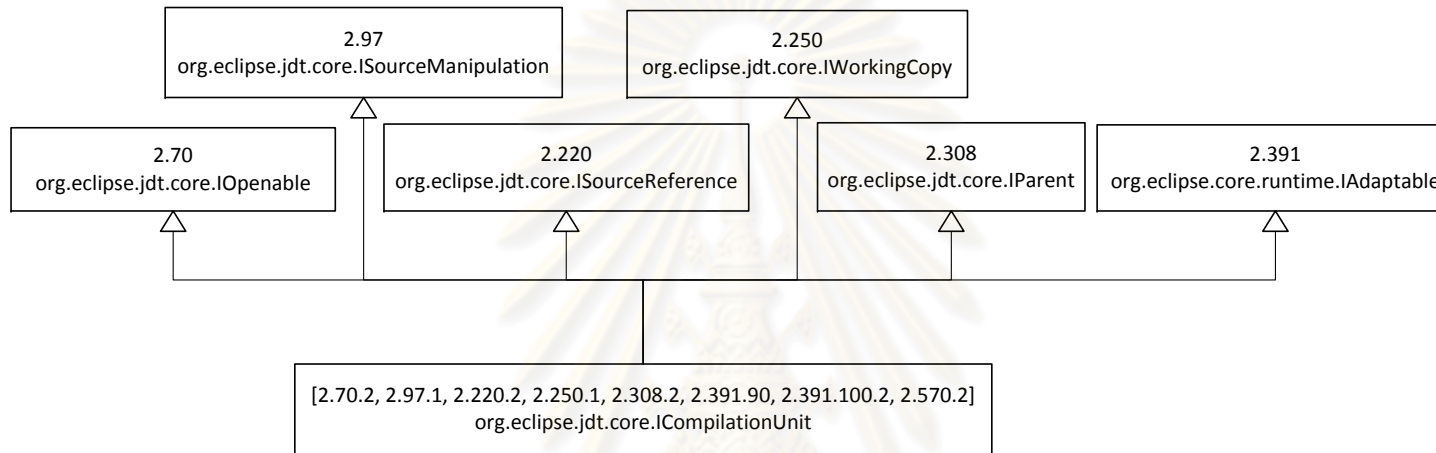 2.97
org.eclipse.jdt.core.ISourceManipulation
2.250
org.eclipse.jdt.core.IWorkingCopy
2.70
org.eclipse.jdt.core.IOpenable
2.220
org.eclipse.jdt.core.ISourceReference
2.308
org.eclipse.jdt.core.IParent
2.391
org.eclipse.core.runtime.IAdaptable
[2.70.2, 2.97.1, 2.220.2, 2.250.1, 2.308.2, 2.391.90, 2.391.100.2, 2.570.2]
org.eclipse.jdt.core.ICompilationUnit